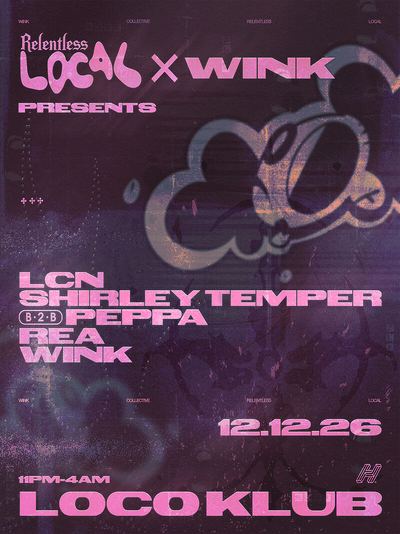 WINK COLLECTIVE RELENTLESS LOCAL
Relentless
LOCAL X WINK
PRESENTS
LCN
SHIRLEY TEMPER
B•2•B PEPPA
REA
WINK
WINK COLLECTIVE RELENTLESS LOCAL
12.12.26
11PM-4AM
LOCO KLUB